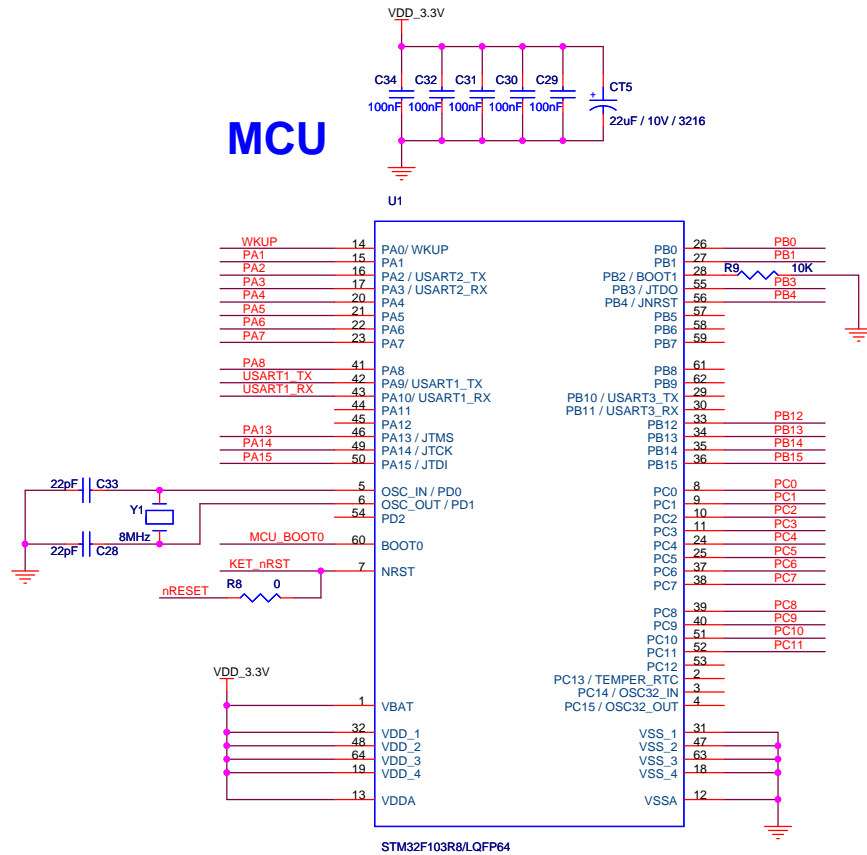 VDD_3.3V
C34 C32 C31 C30 C29 CT5
+
100nF 100nF 100nF 100nF 100nF
22uF / 10V / 3216
MCU
U1
WKUP 14 PA0/ WKUP PB0 26 PB0
PA1 15 PA1 PB1 27 PB1
PA2 16 PA2 / USART2_TX PB2 / BOOT1 28 R9 10K
PA3 17 PA3 / USART2_RX PB3 / JTDO 55 PB3
PA4 20 PA4 PB4 / JNRST 56 PB4
PA5 21 PA5 PB5 57
PA6 22 PA6 PB6 58
PA7 23 PA7 PB7 59
PA8 41 PA8 PB8 61
USART1_TX 42 PA9/ USART1_TX PB9 62
USART1_RX 43 PA10/ USART1_RX PB10 / USART3_TX 29
44 PA11 PB11 / USART3_RX 30
45 PA12 PB12 33 PB12
PA13 46 PA13 / JTMS PB13 34 PB13
PA14 49 PA14 / JTCK PB14 35 PB14
PA15 50 PA15 / JTDI PB15 36 PB15
22pF C33 5 OSC_IN / PD0 PC0 8 PC0
6 OSC_OUT / PD1 PC1 9 PC1
Y1 54 PD2 PC2 10 PC2
8MHz PC3 11 PC3
22pF C28 MCU_BOOT0 60 BOOT0 PC4 24 PC4
PC5 25 PC5
KET_nRST 7 NRST PC6 37 PC6
R8 0 PC7 38 PC7
nRESET
PC8 39 PC8
PC9 40 PC9
PC10 51 PC10
PC11 52 PC11
PC12 53
VDD_3.3V PC13 / TEMPER_RTC 2
PC14 / OSC32_IN 3
1 VBAT PC15 / OSC32_OUT 4
32 VDD_1 VSS_1 31
48 VDD_2 VSS_2 47
64 VDD_3 VSS_3 63
19 VDD_4 VSS_4 18
13 VDDA VSSA 12
STM32F103R8/LQFP64